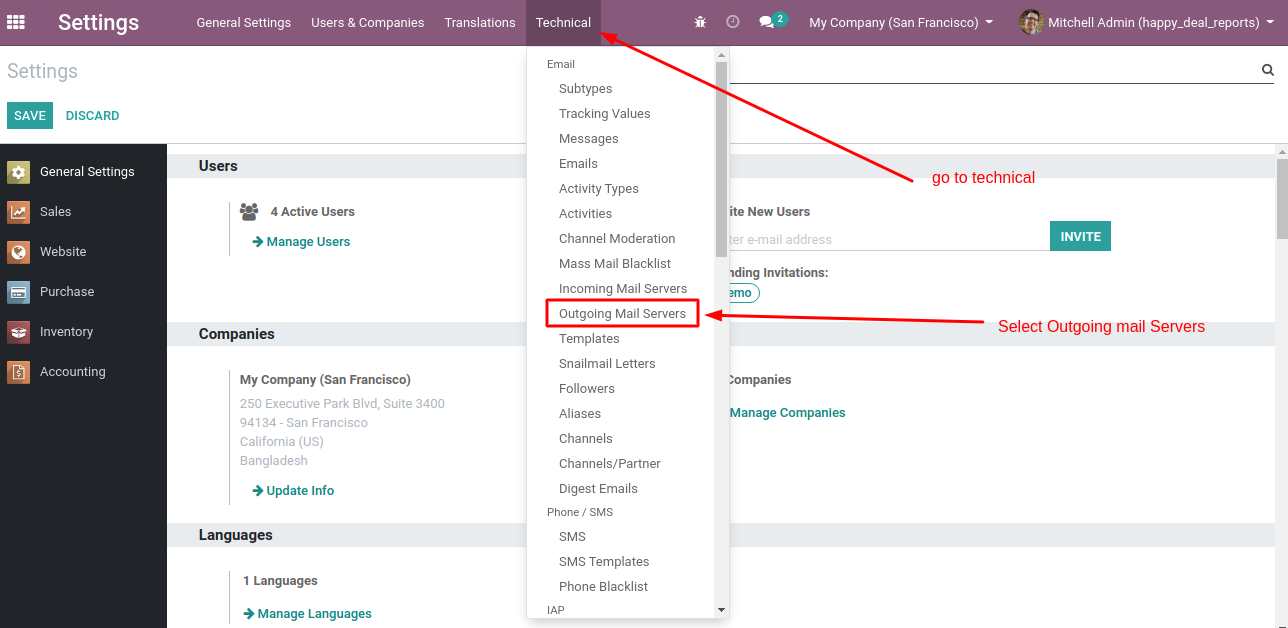 Settings
General Settings
Users & Companies
Translations
Technical
2
My Company (San Francisco)
Mitchell Admin (happy_deal_reports)
Settings
SAVE
DISCARD
General Settings
Sales
Website
Purchase
Inventory
Accounting
Users
4 Active Users
Manage Users
Companies
My Company (San Francisco)
250 Executive Park Blvd, Suite 3400
94134 - San Francisco
California (US)
Bangladesh
Update Info
Languages
1 Languages
Manage Languages
Email
Subtypes
Tracking Values
Messages
Emails
Activity Types
Activities
Channel Moderation
Mass Mail Blacklist
Incoming Mail Servers
Outgoing Mail Servers
Templates
Snailmail Letters
Followers
Aliases
Channels
Channels/Partner
Digest Emails
Phone / SMS
SMS
SMS Templates
Phone Blacklist
IAP
go to technical
ite New Users
ter e-mail address
INVITE
nding Invitations:
emo
Select Outgoing mail Servers
Companies
Manage Companies